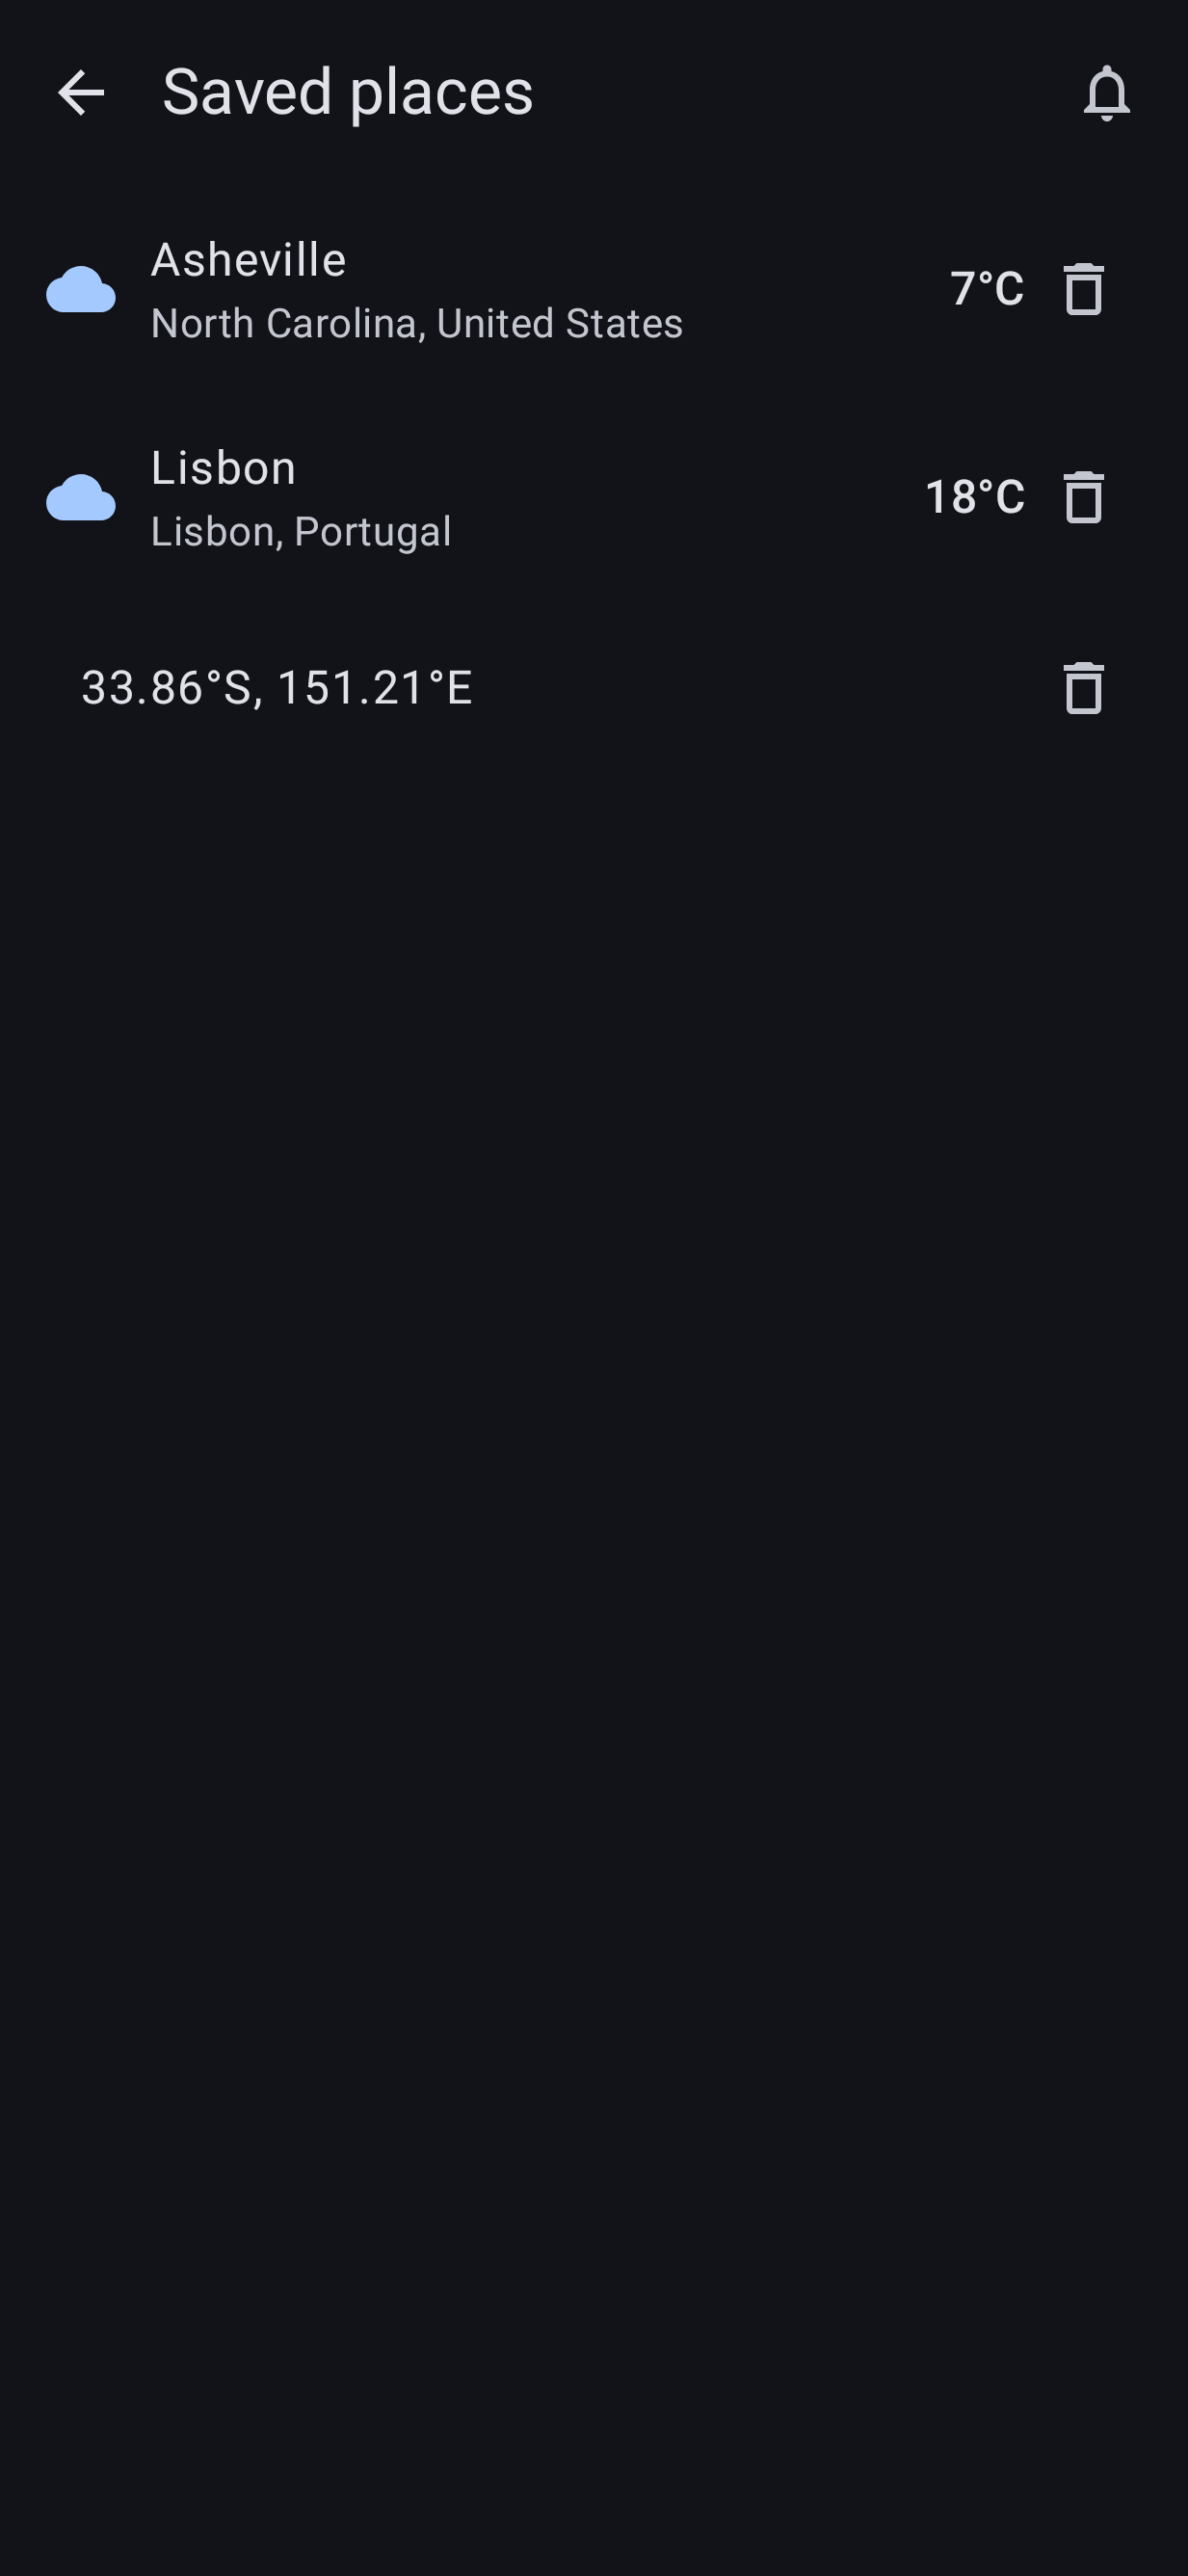 Saved places
Asheville
North Carolina, United States
7°C
Lisbon
Lisbon, Portugal
18°C
33.86°S, 151.21°E